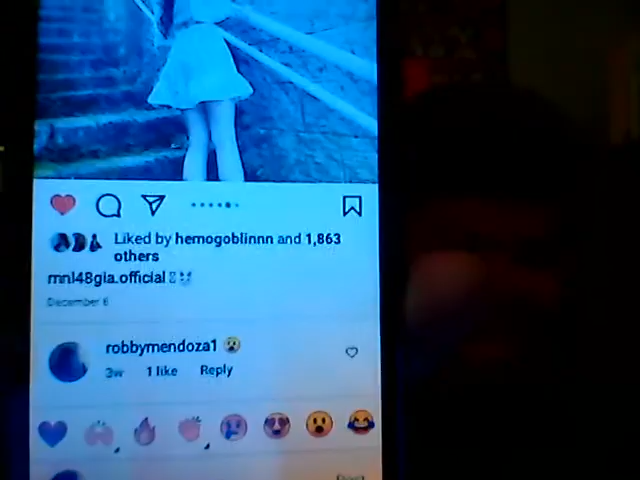 Liked by hemogoblinnn and 1,863
others
mnl48gia.official
December 6
robbymendoza1 😮
3w 1 like Reply